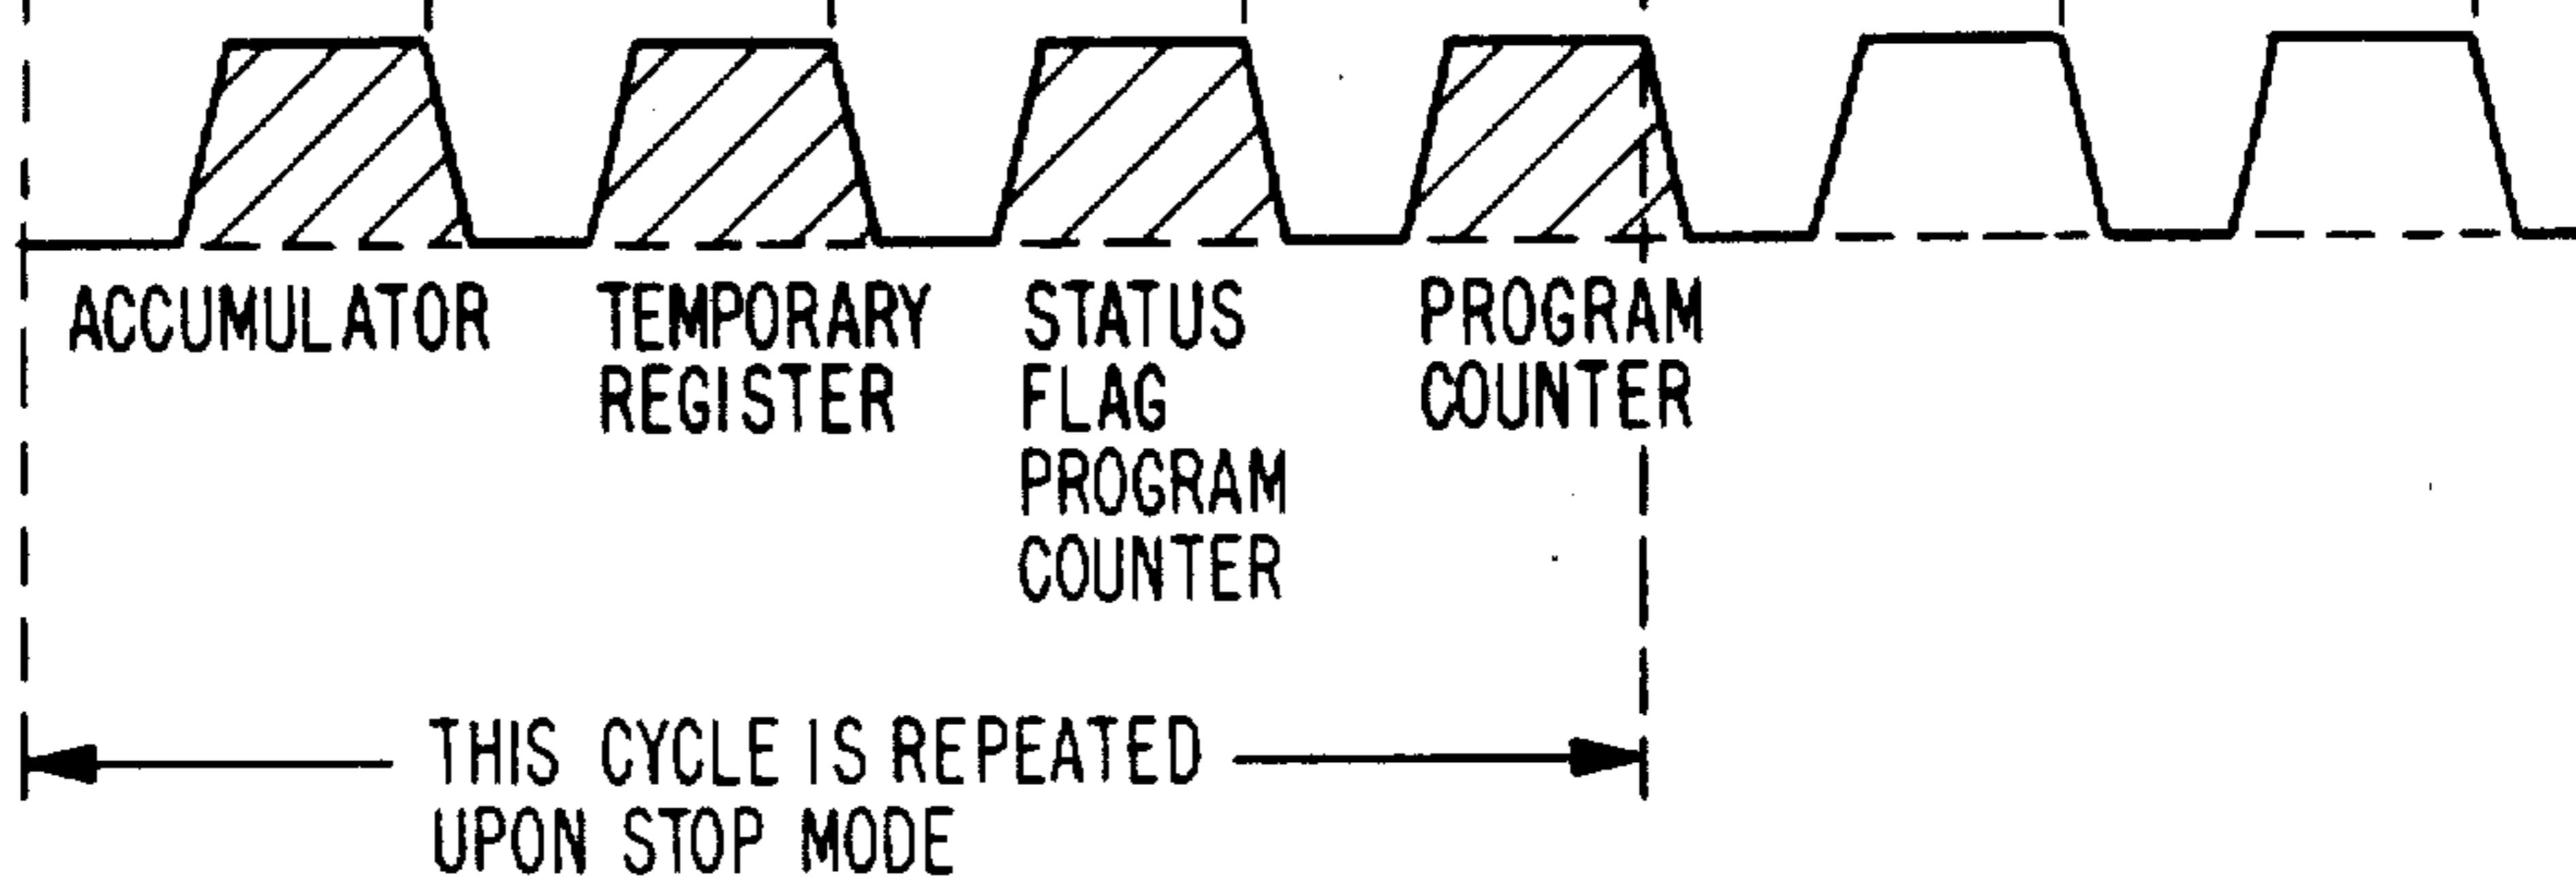 ACCUMULATOR
TEMPORARY
REGISTER
STATUS
FLAG
PROGRAM
COUNTER
PROGRAM
COUNTER
THIS CYCLE IS REPEATED
UPON STOP MODE